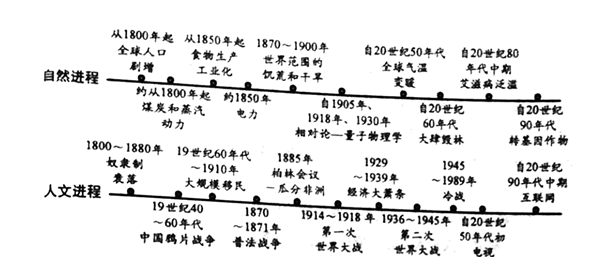 从1800年起
全球人口
剧增
从1850年起
食物生产
工业化
1870～1900年
世界范围的
饥荒和干旱
自20世纪50年代
全球气温
变暖
自20世纪80
年代中期
艾滋病泛滥
自然进程
约从1800年起
煤炭和蒸汽
动力
约1850年
电力
自1905年、
1918年、1930年
相对论—量子物理学
自20世纪
60年代
大肆毁林
自20世纪
90年代
转基因作物
1800～1880年
奴隶制
衰落
19世纪60年代
～1910年
大规模移民
1885年
柏林会议
－瓜分非洲
1929
～1939年
经济大萧条
1945
～1989年
冷战
自20世纪
90年代中期
互联网
人文进程
19世纪40
～60年代
中国鸦片战争
1870
～1871年
普法战争
1914～1918年
第一次
世界大战
1936～1945年
第二次
世界大战
自20世纪
50年代初
电视